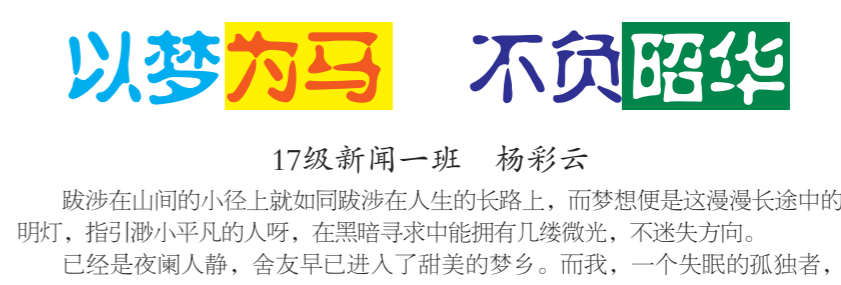 以梦为马 不负昭华
17级新闻一班 杨彩云
跋涉在山间的小径上就如同跋涉在人生的长路上，而梦想便是这漫漫长途中的
明灯，指引渺小平凡的人呀，在黑暗寻求中能拥有几缕微光，不迷失方向。
已经是夜阑人静，舍友早已进入了甜美的梦乡。而我，一个失眠的孤独者，